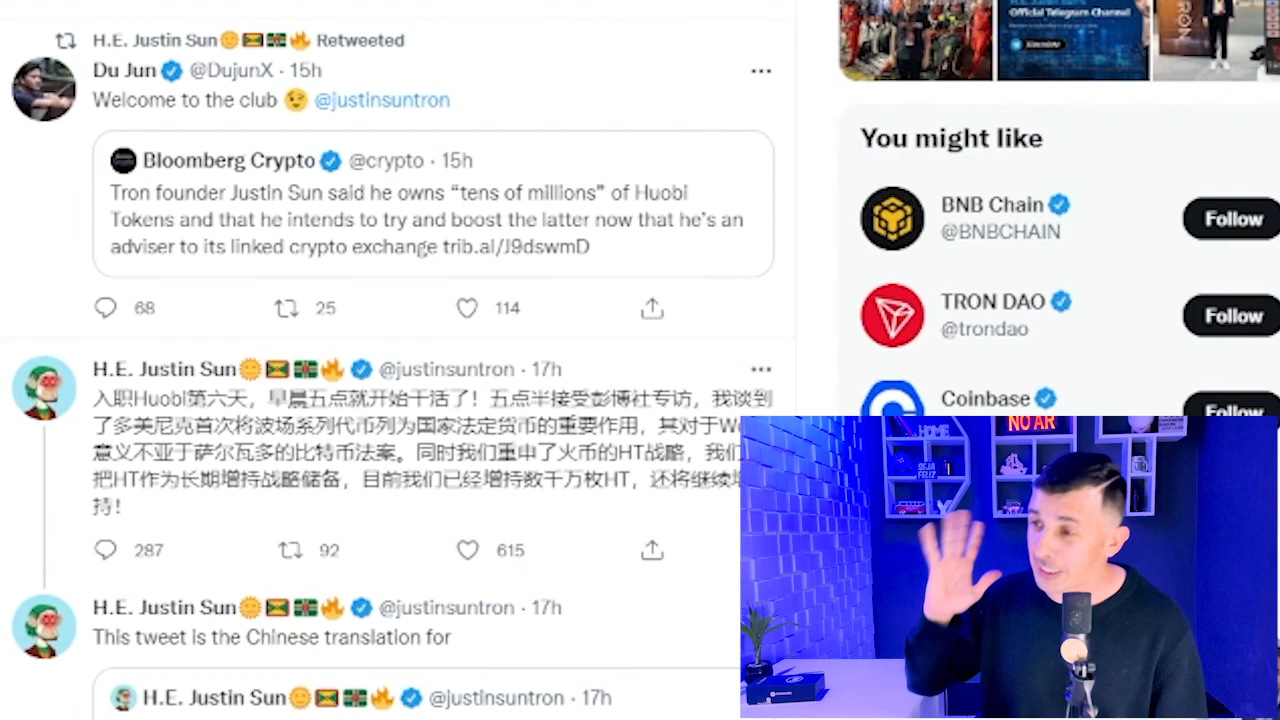 H.E. Justin Sun Retweeted
Du Jun @DujunX · 15h
Welcome to the club 😉 @justinsuntron
Bloomberg Crypto @crypto · 15h
Tron founder Justin Sun said he owns “tens of millions” of Huobi
Tokens and that he intends to try and boost the latter now that he’s an
adviser to its linked crypto exchange trib.al/J9dswmD
68 25 114
H.E. Justin Sun @justinsuntron · 17h
入职Huobi第六天，早晨五点就开始干活了！五点半接受彭博社专访，我谈到
了多美尼克首次将波场系列代币列为国家法定货币的重要作用，其对于We
意义不亚于萨尔瓦多的比特币法案。同时我们重申了火币的HT战略，我们
把HT作为长期增持战略储备，目前我们已经增持数千万枚HT，还将继续增
持！
287 92 615
H.E. Justin Sun @justinsuntron · 17h
This tweet is the Chinese translation for
H.E. Justin Sun @justinsuntron · 17h
Official Telegram Channel
You might like
BNB Chain
@BNBCHAIN
Follow
TRON DAO
@trondao
Follow
Coinbase
Follow
HOME
NO AR
SEJA
FELIZ